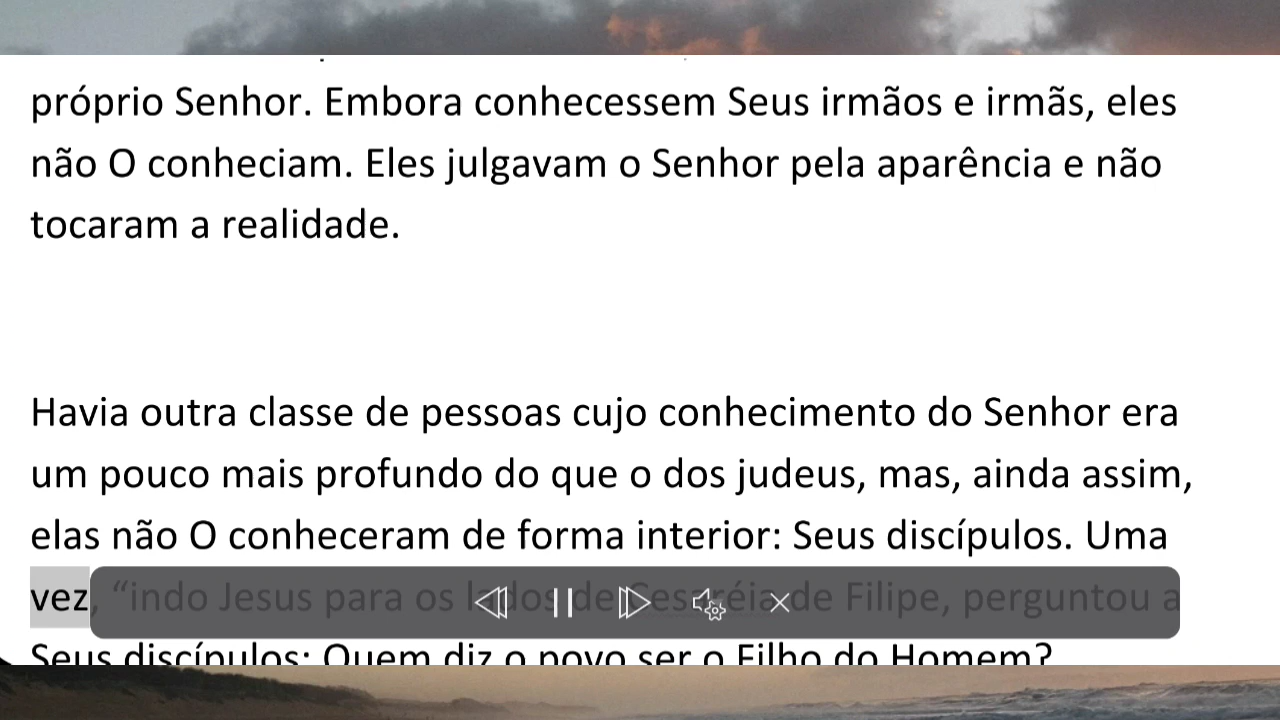 próprio Senhor. Embora conhecessem Seus irmãos e irmãs, eles
não O conheciam. Eles julgavam o Senhor pela aparência e não
tocaram a realidade.
Havia outra classe de pessoas cujo conhecimento do Senhor era
um pouco mais profundo do que o dos judeus, mas, ainda assim,
elas não O conheceram de forma interior: Seus discípulos. Uma
vez, “indo Jesus para os lados de Cesaréia de Filipe, perguntou a
Seus discípulos: Quem diz o povo ser o Filho do Homem?